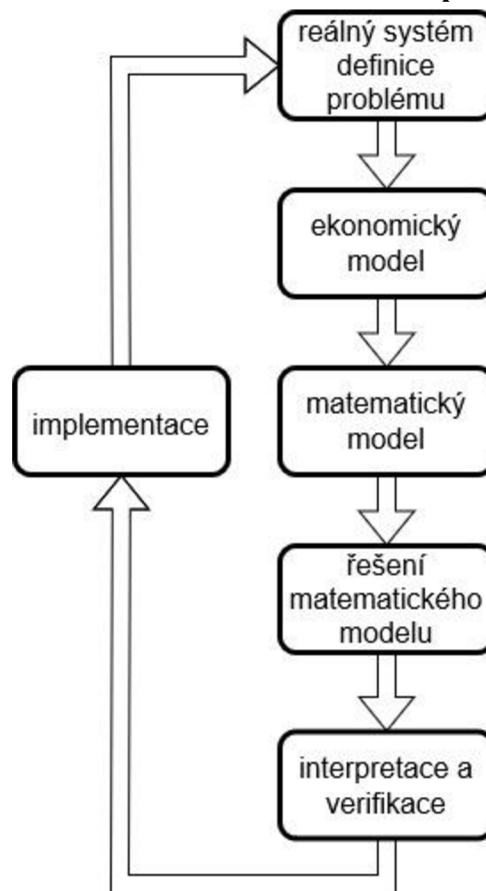 reálný systém
definice
problému
ekonomický
model
matematický
model
implementace
řešení
matematického
modelu
interpretace a
verifikace